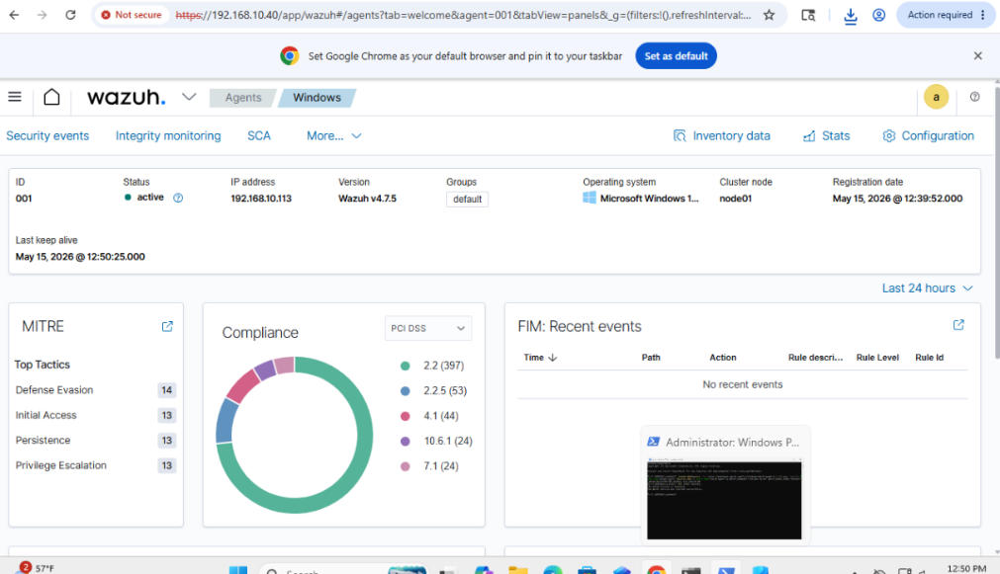 Not secure https://192.168.10.40/app/wazuh#/agents?tab=welcome&agent=001&tabView=panels&_g=(filters:!(),refreshInterval:... Action required
Set Google Chrome as your default browser and pin it to your taskbar Set as default
wazuh. Agents Windows a
Security events Integrity monitoring SCA More... Inventory data Stats Configuration
ID Status IP address Version Groups Operating system Cluster node Registration date
001 active 192.168.10.113 Wazuh v4.7.5 default Microsoft Windows 1... node01 May 15, 2026 @ 12:39:52.000
Last keep alive
May 15, 2026 @ 12:50:25.000
Last 24 hours
MITRE
Top Tactics
Defense Evasion 14
Initial Access 13
Persistence 13
Privilege Escalation 13
Compliance PCI DSS
2.2 (397)
2.2.5 (53)
4.1 (44)
10.6.1 (24)
7.1 (24)
FIM: Recent events
Time Path Action Rule descri... Rule Level Rule Id
No recent events
Administrator: Windows P...
2 57°F Search 12:50 PM